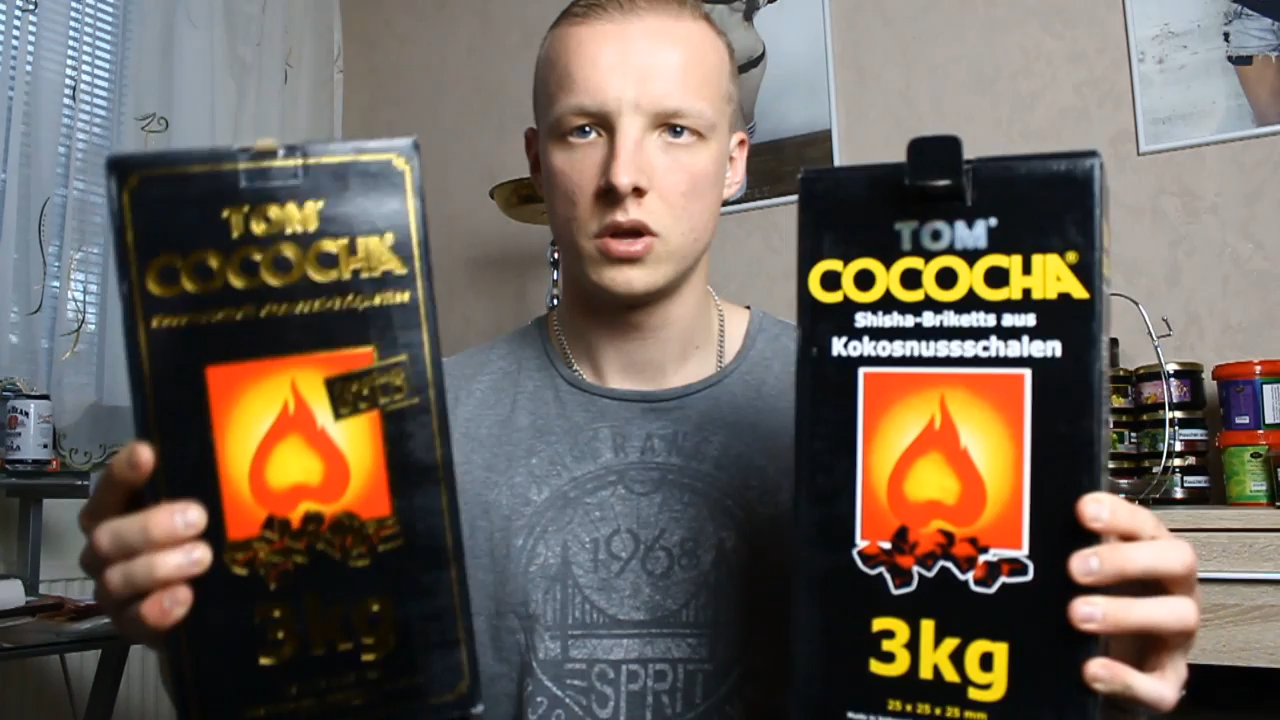 TOM
COCOCHA
3kg
TOM
COCOCHA®
Shisha-Briketts aus
Kokosnussschalen
3kg
25 x 25 x 25 mm
1968
ESPRIT